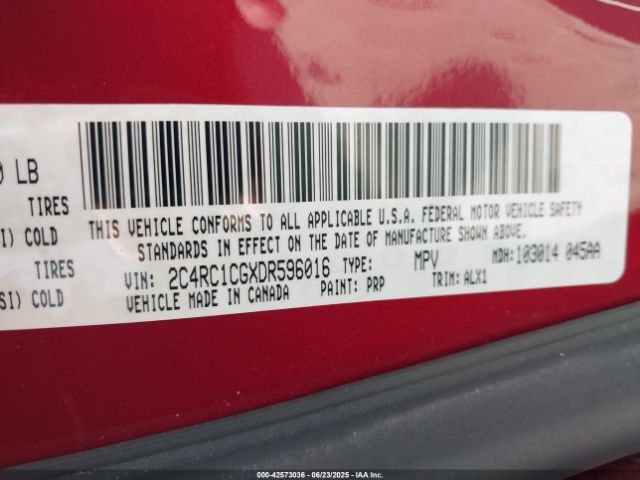 0 LB
TIRES
THIS VEHICLE CONFORMS TO ALL APPLICABLE U.S.A. FEDERAL MOTOR VEHICLE SAFETY
I) COLD
STANDARDS IN EFFECT ON THE DATE OF MANUFACTURE SHOWN ABOVE.
TIRES
VIN: 2C4RC1CGXDR596016 TYPE: MPV MDH: 103014 045AA
SI) COLD
VEHICLE MADE IN CANADA PAINT: PRP TRIM: ALX1
000-42573036 | 06/23/2025 | IAA Inc.